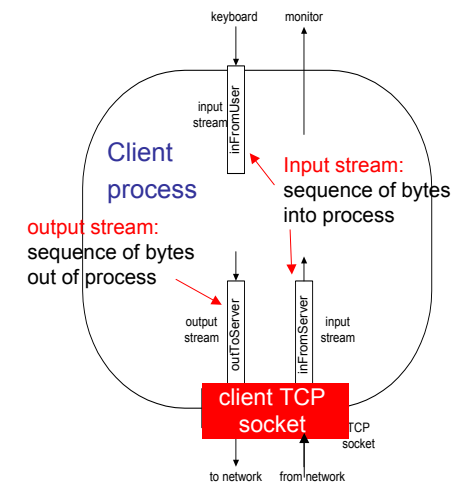 keyboard
monitor
input
stream
inFromUser
Client
process
Input stream:
sequence of bytes
into process
output stream:
sequence of bytes
out of process
output
stream
outToServer
inFromServer
input
stream
client TCP
socket
TCP
socket
to network
from network